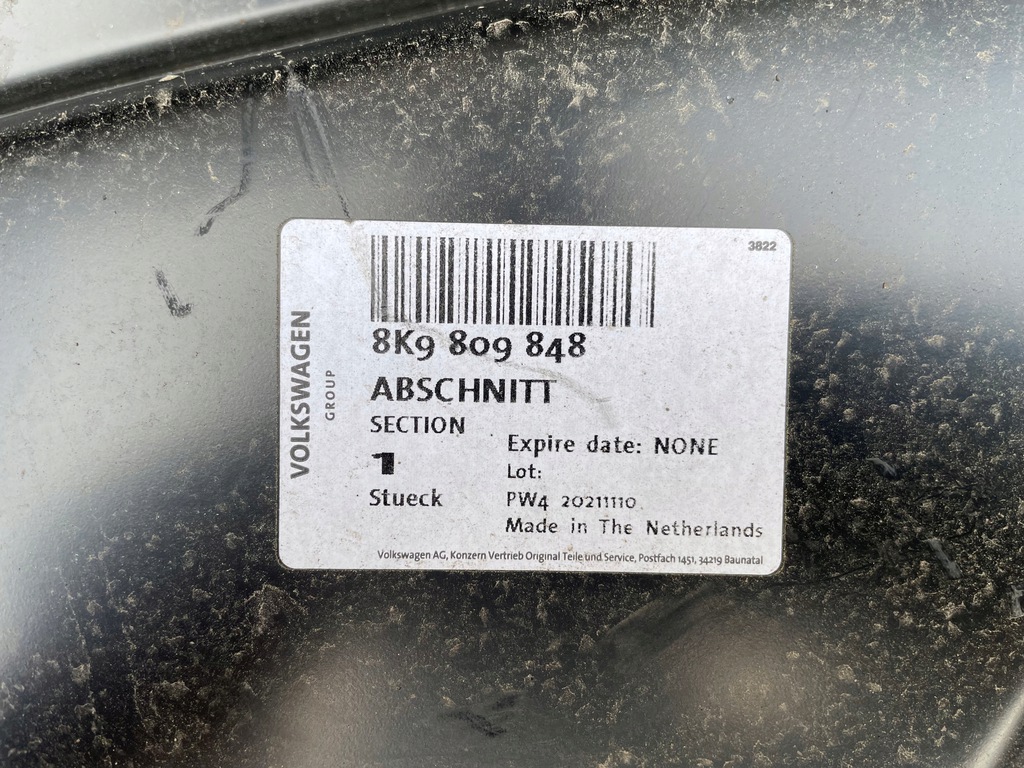 3822
VOLKSWAGEN
GROUP
8K9 809 848
ABSCHNITT
SECTION
1
Stueck
Expire date: NONE
Lot:
PW4 20211110
Made in The Netherlands
Volkswagen AG, Konzern Vertrieb Original Teile und Service, Postfach 1451, 34219 Baunatal